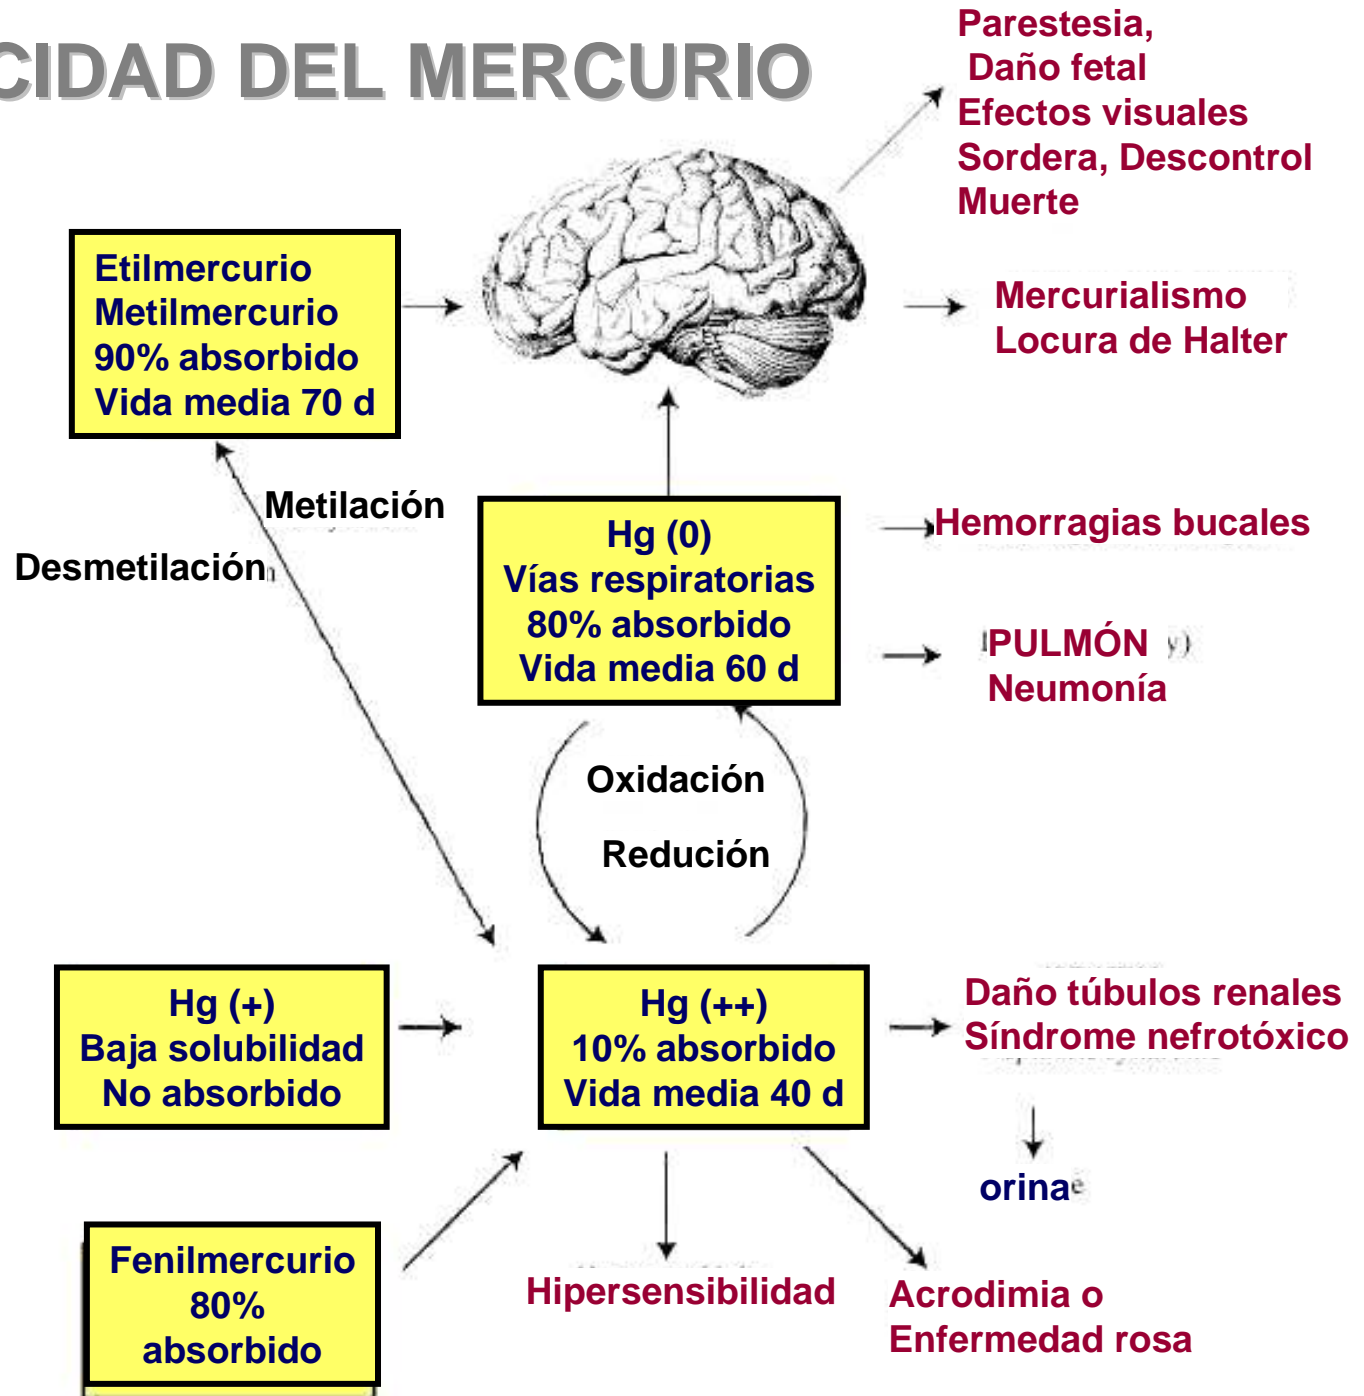 CIDAD DEL MERCURIO
Parestesia,
Daño fetal
Efectos visuales
Sordera, Descontrol
Muerte
Etilmercurio
Metilmercurio
90% absorbido
Vida media 70 d
Mercurialismo
Locura de Halter
Metilación
Desmetilación
Hg (0)
Vías respiratorias
80% absorbido
Vida media 60 d
Hemorragias bucales
PULMÓN y)
Neumonía
Oxidación
Redución
Hg (+)
Baja solubilidad
No absorbido
Hg (++)
10% absorbido
Vida media 40 d
Daño túbulos renales
Síndrome nefrotóxico
orina
Fenilmercurio
80%
absorbido
Hipersensibilidad
Acrodimia o
Enfermedad rosa